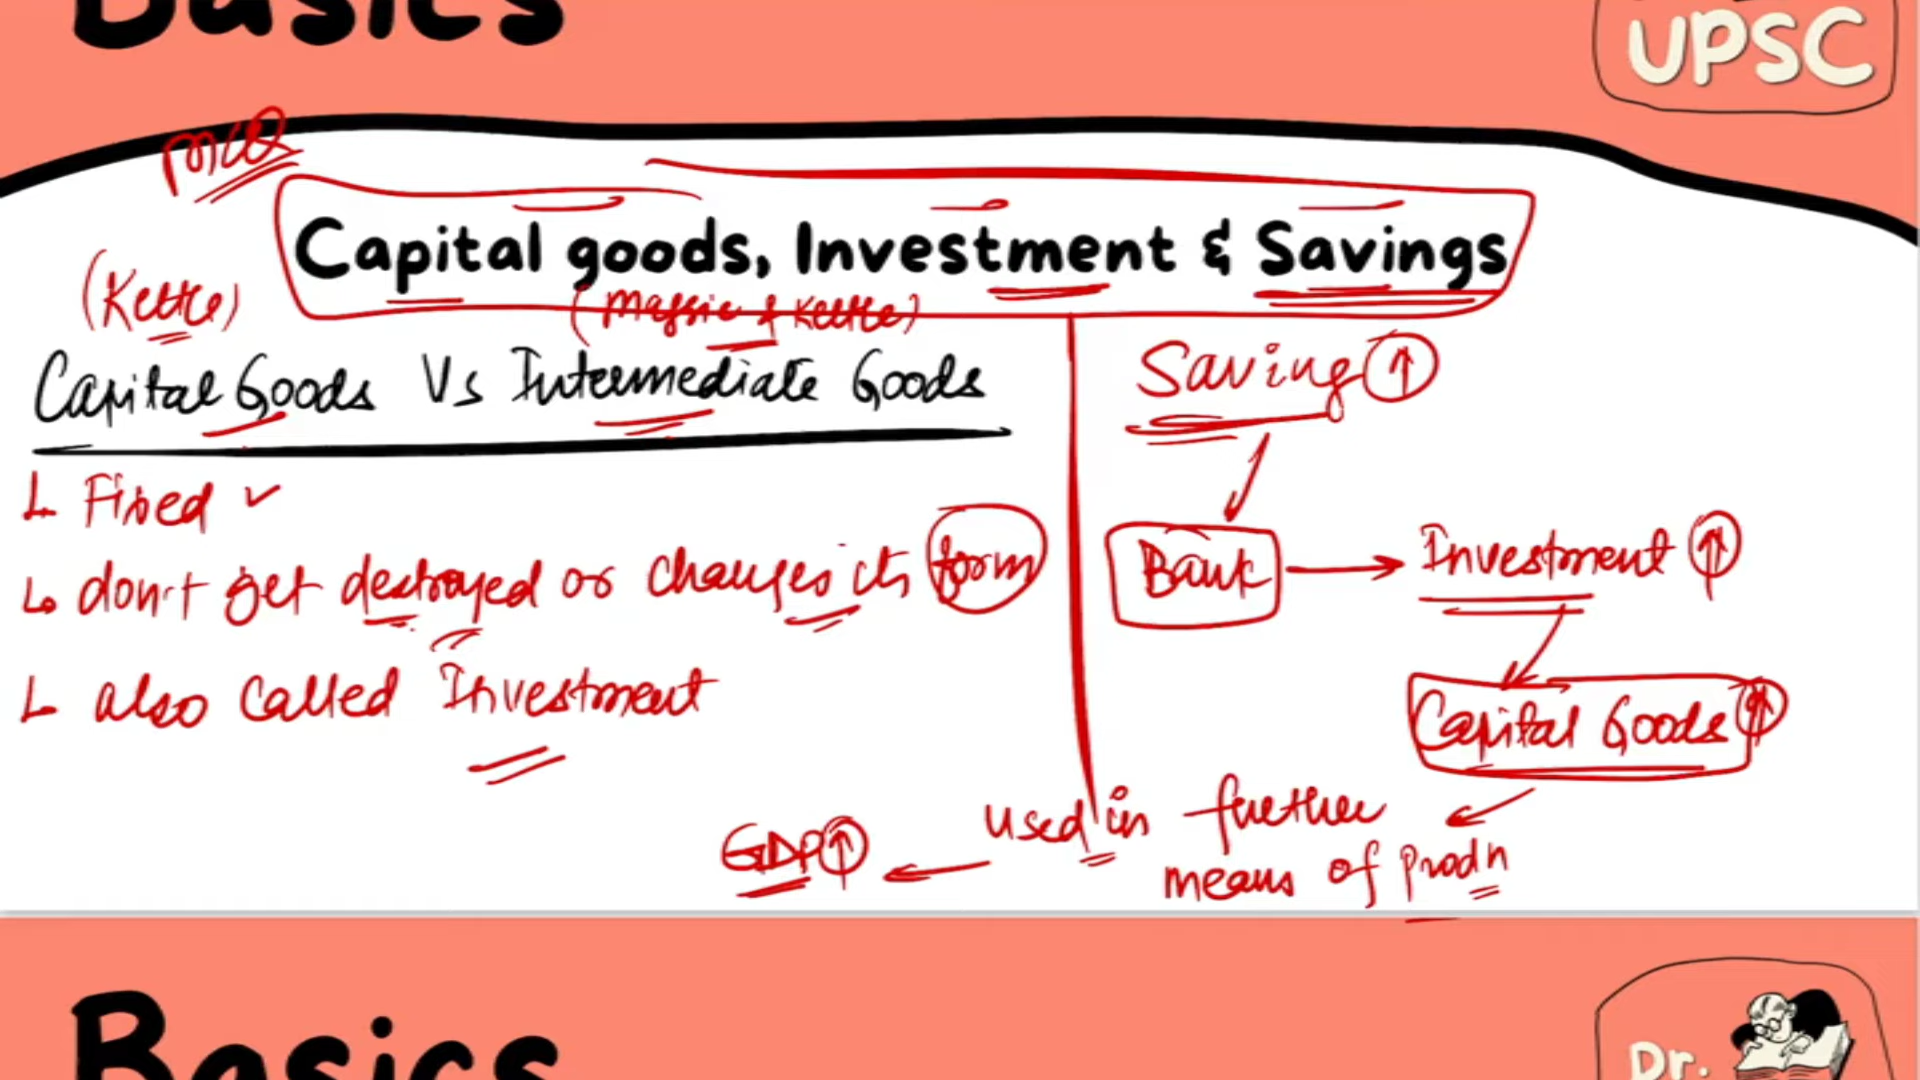 Basics
UPSC
MCQ
Capital goods, Investment & Savings
(Kettle)
(Maggie & Kettle)
Capital Goods Vs Intermediate Goods
Fixed ✓
don't get destroyed or changes its form
also called Investment
Saving ↑
Bank → Investment ↑
Capital Goods ↑
used in further
means of prodn
GDP ↑
Basics
Dr.